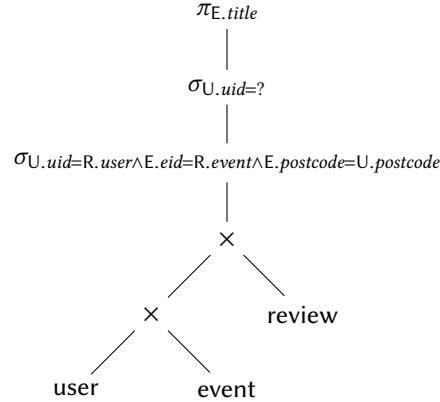 πE.title
σU.uid=?
σU.uid=R.user∧E.eid=R.event∧E.postcode=U.postcode
×
×
review
user event